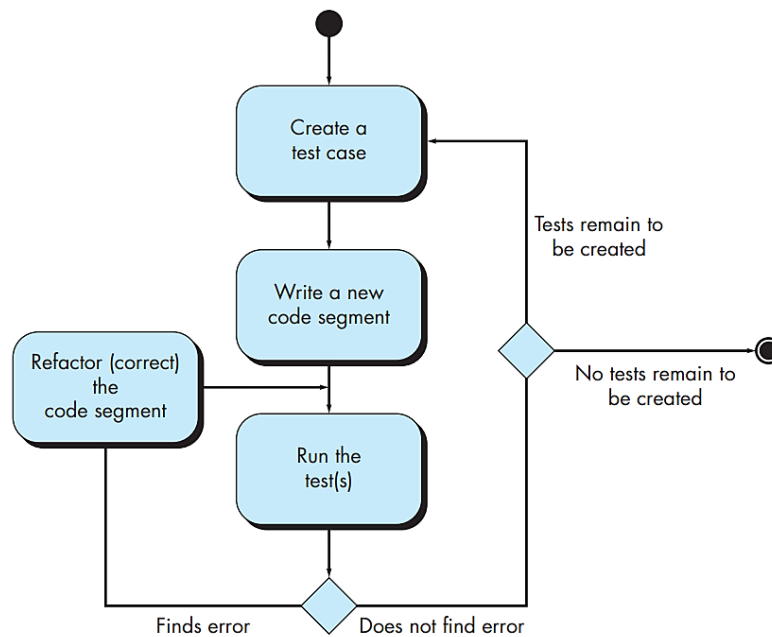 Create a
test case
Tests remain to
be created
Write a new
code segment
Refactor (correct)
the
code segment
No tests remain to
be created
Run the
test(s)
Finds error
Does not find error